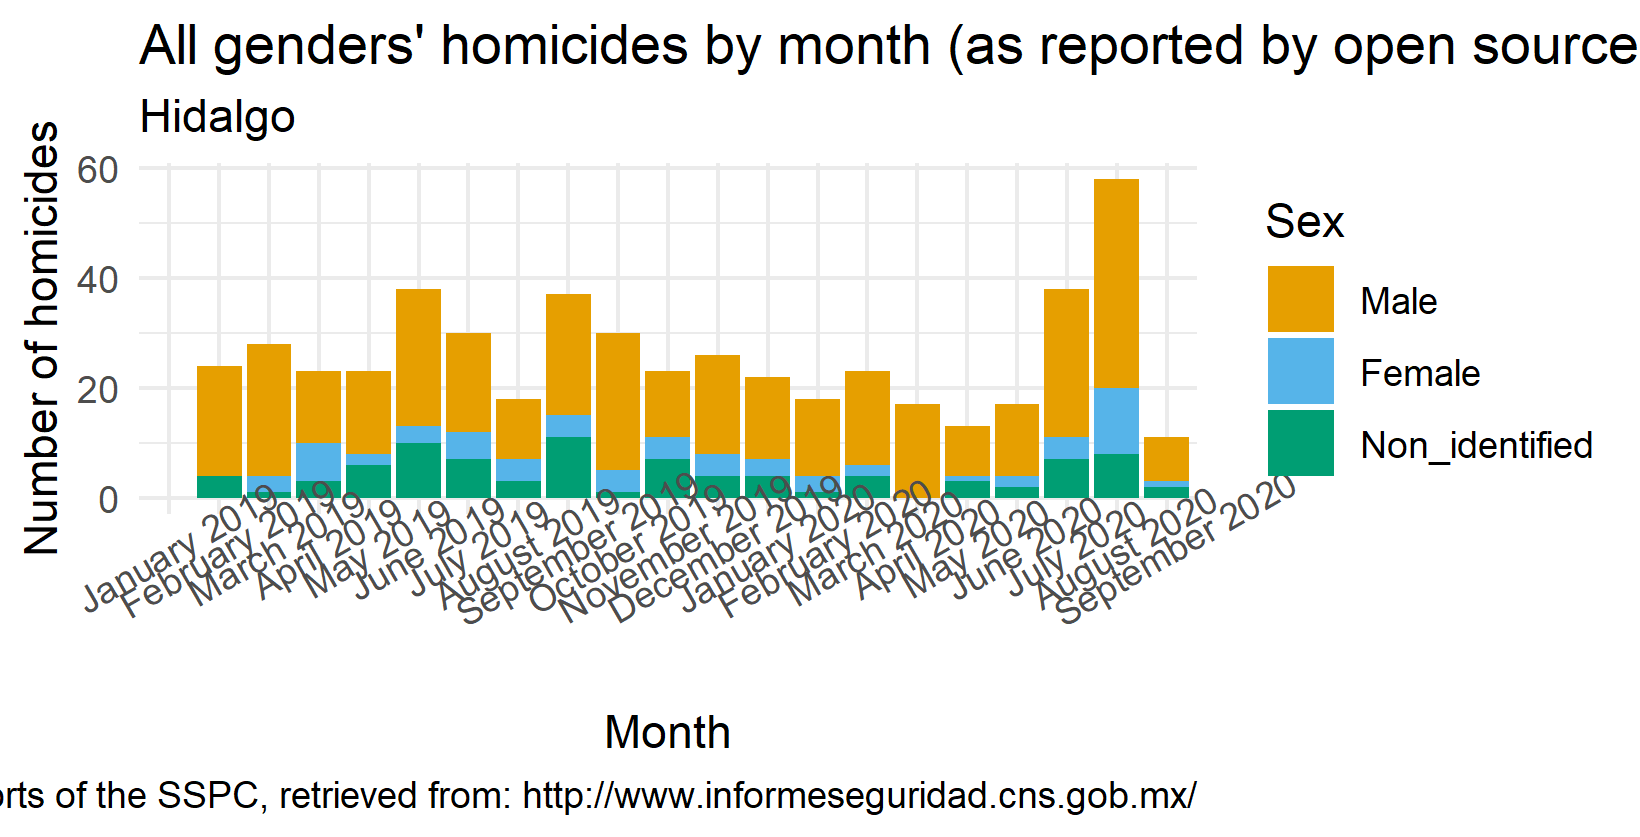 All genders' homicides by month (as reported by open source
Hidalgo
Number of homicides
60
40
20
0
January 2019
February 2019
March 2019
April 2019
May 2019
June 2019
July 2019
August 2019
September 2019
October 2019
November 2019
December 2019
January 2020
February 2020
March 2020
April 2020
May 2020
June 2020
July 2020
August 2020
September 2020
Month
Sex
Male
Female
Non_identified
orts of the SSPC, retrieved from: http://www.informeseguridad.cns.gob.mx/